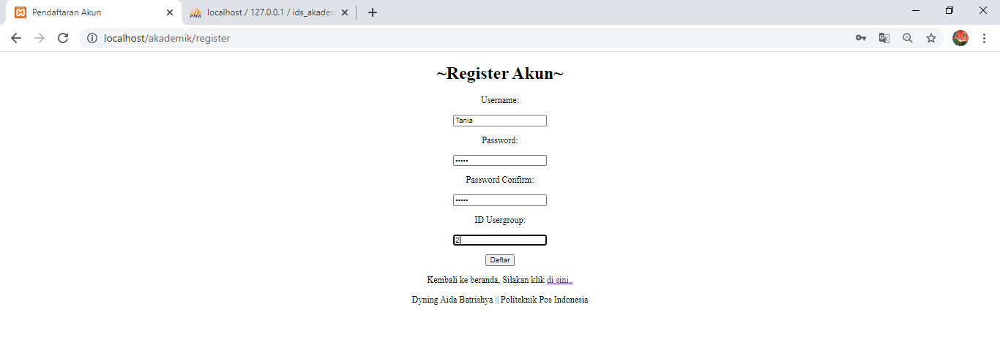 Pendaftaran Akun
PMA
localhost / 127.0.0.1 / ids_akadem
localhost/akademik/register
~Register Akun~
Username:
Tania
Password:
•••••
Password Confirm:
•••••
ID Usergroup:
2
Daftar
Kembali ke beranda, Silakan klik di sini..
Dyning Aida Batrishya || Politeknik Pos Indonesia